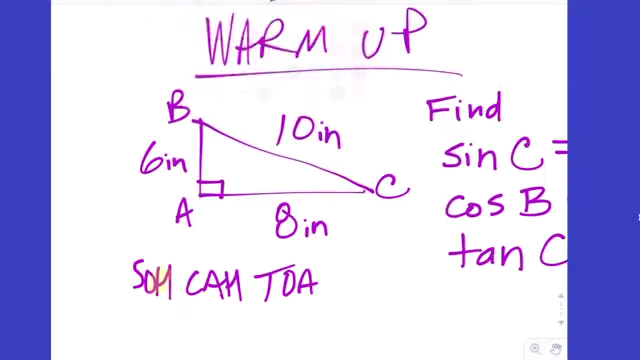 WARM UP
B
10in
6in
A
8in
C
Find
sin C =
cos B
tan C
SOH CAH TOA